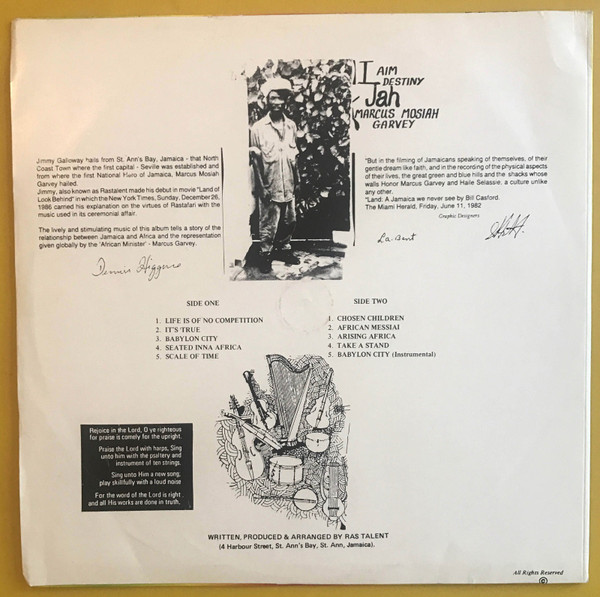 I AIM
DESTINY
Jah
MARCUS MOSIAH
GARVEY
Jimmy Galloway hails from St. Ann's Bay, Jamaica - that North
Coast Town where the first capital - Seville was established and
from where the first National Hero of Jamaica, Marcus Mosiah
Garvey hailed.
Jimmy, also known as Rastalent made his debut in movie "Land of
Look Behind" in which the New York Times, Sunday, December 26,
1986 carried his explanation on the virtues of Rastafari with the
music used in its ceremonial affair.
The lively and stimulating music of this album tells a story of the
relationship between Jamaica and Africa and the representation
given globally by the 'African Minister' - Marcus Garvey.
Dennis Higgins
"But in the filming of Jamaicans speaking of themselves, of their
gentle dream like faith, and in the recording of the physical aspects
of their lives, the great green and blue hills and the shacks whose
walls Honor Marcus Garvey and Haile Selassie: a culture unlike
any other.
"Land: A Jamaica we never see by Bill Casford.
The Miami Herald, Friday, June 11, 1982
Graphic Designers
SIDE ONE
1. LIFE IS OF NO COMPETITION
2. IT'S TRUE
3. BABYLON CITY
4. SEATED INNA AFRICA
5. SCALE OF TIME
SIDE TWO
1. CHOSEN CHILDREN
2. AFRICAN MESSIAI
3. ARISING AFRICA
4. TAKE A STAND
5. BABYLON CITY (Instrumental)
Rejoice in the Lord, O ye righteous
for praise is comely for the upright.
Praise the Lord with harps, Sing
unto him with the psaltery and
instrument of ten strings.
Sing unto Him a new song,
play skillfully with a loud noise
For the word of the Lord is right
and all His works are done in truth.
WRITTEN, PRODUCED & ARRANGED BY RAS TALENT
(4 Harbour Street, St. Ann's Bay, St. Ann, Jamaica).
All Rights Reserved
©